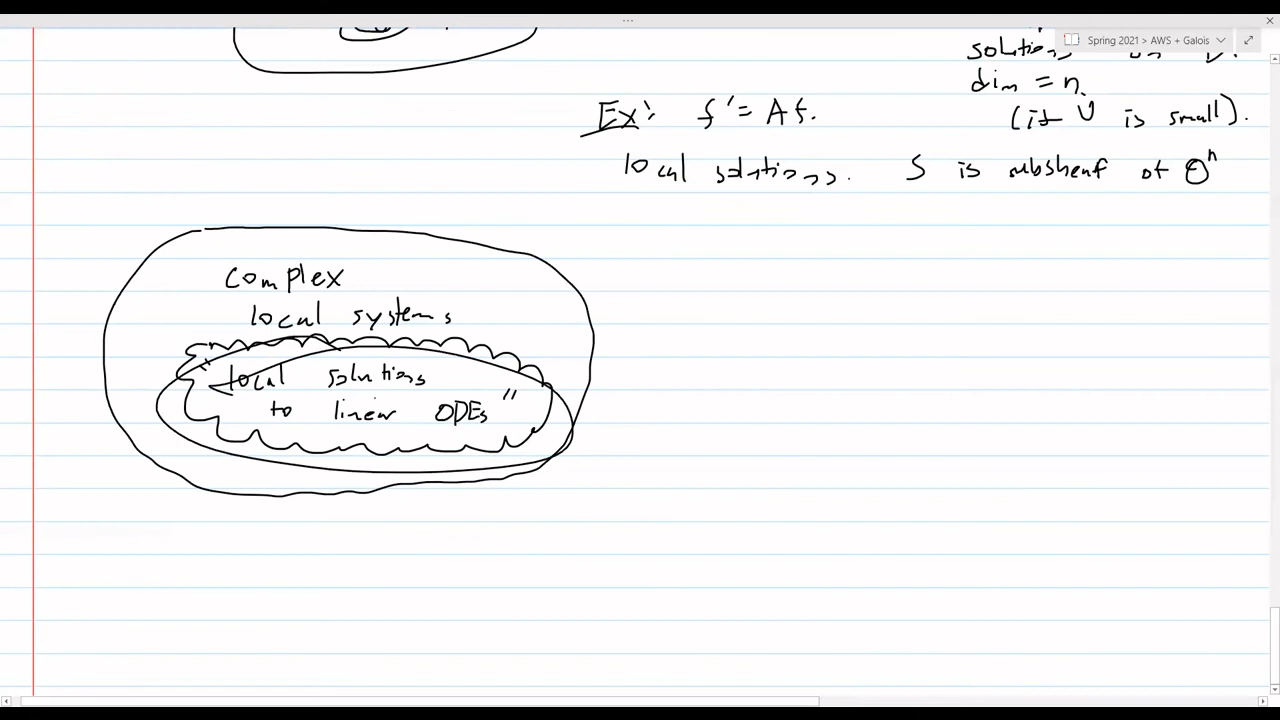 Spring 2021 > AWS + Galois
solutions
dim = n.
(if U is small).
Ex: f' = Af.
local solutions. S is subsheaf of O^n
complex
local systems
"local solutions
to linear ODEs"